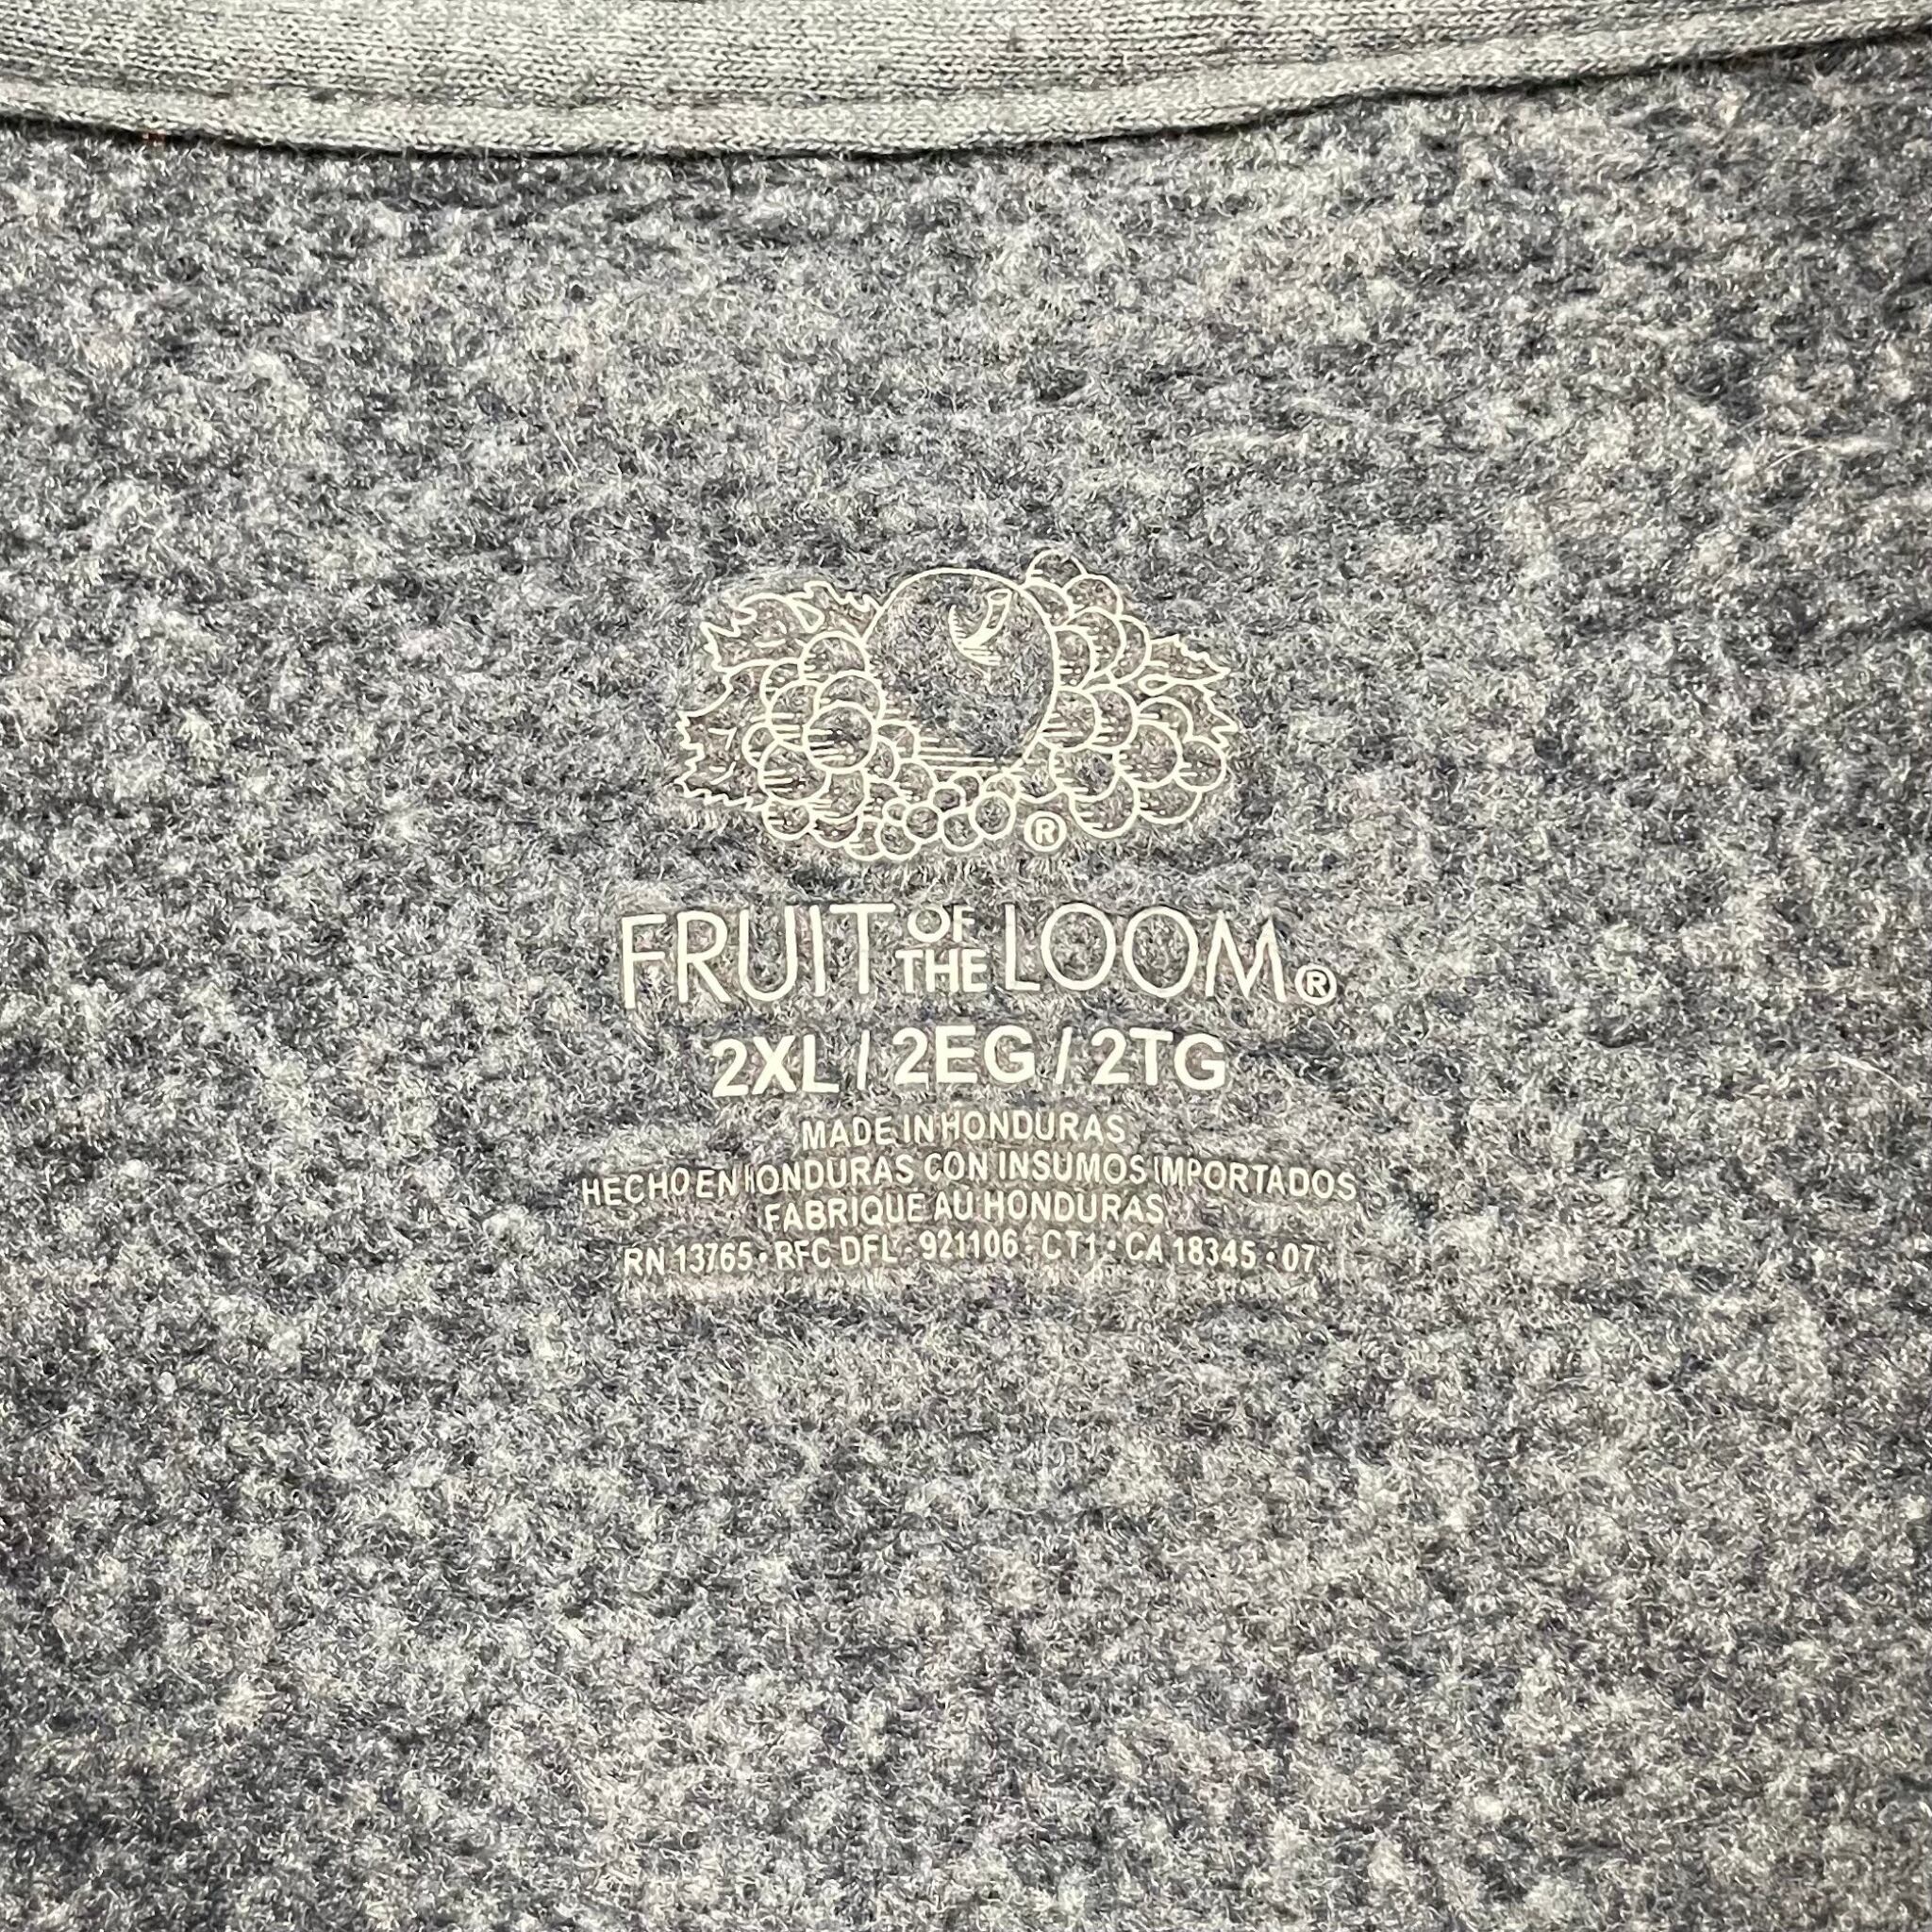 ®
FRUIT OF THE LOOM®
2XL / 2EG / 2TG
MADE IN HONDURAS
HECHO EN HONDURAS CON INSUMOS IMPORTADOS
FABRIQUE AU HONDURAS
RN 13765 • RFC DFL - 921106 - CT1 • CA 18345 • 07